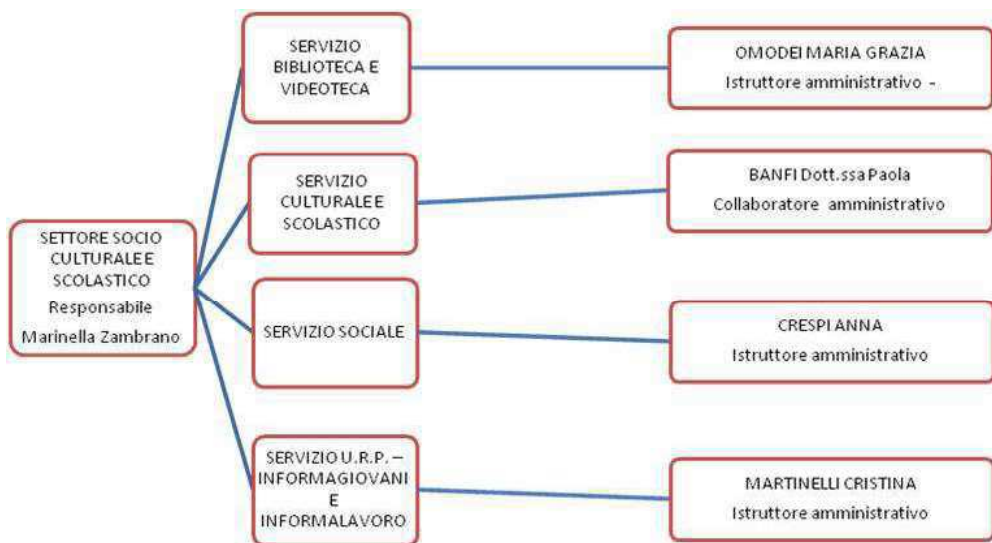 SERVIZIO
BIBLIOTECA E
VIDEOTECA
OMODEI MARIA GRAZIA
Istruttore amministrativo -
SERVIZIO
CULTURALE E
SCOLASTICO
BANFI Dott.ssa Paola
Collaboratore amministrativo
SETTORE SOCIO
CULTURALE E
SCOLASTICO
Responsabile
Marinella Zambrano
SERVIZIO SOCIALE
CRESPI ANNA
Istruttore amministrativo
SERVIZIO U.R.P. –
INFORMAGIOVANI
E
INFORMALAVORO
MARTINELLI CRISTINA
Istruttore amministrativo